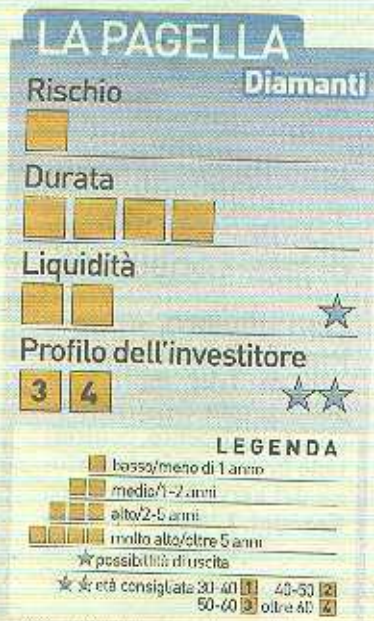 LA PAGELLA
Diamanti
Rischio
Durata
Liquidità
Profilo dell'investitore
3 4
LEGENDA
basso/meno di 1 anno
medio/1-2 anni
alto/2-5 anni
molto alto/oltre 5 anni
possibilità di uscita
età consigliata 30-40 1 40-50 2
50-60 3 oltre 60 4